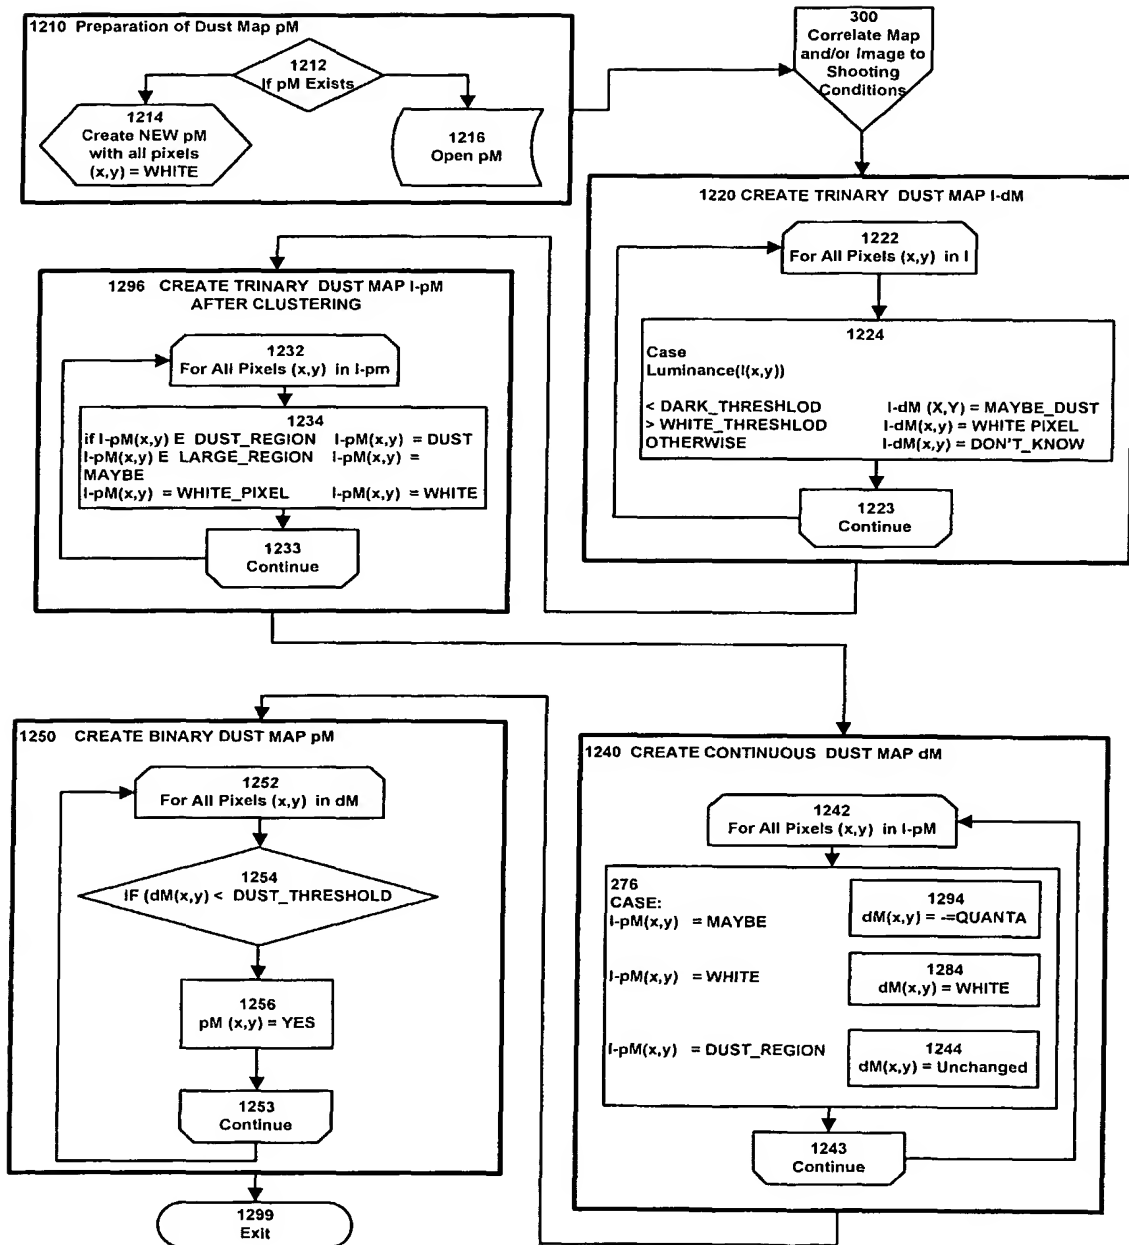 1210 Preparation of Dust Map pM
1212
If pM Exists
1214
Create NEW pM
with all pixels
(x,y) = WHITE
1216
Open pM
300
Correlate Map
and/or Image to
Shooting
Conditions
1220 CREATE TRINARY DUST MAP I-dM
1222
For All Pixels (x,y) in I
1224
Case
Luminance(I(x,y))
< DARK_THRESHLOD I-dM (X,Y) = MAYBE_DUST
> WHITE_THRESHLOD I-dM(x,y) = WHITE PIXEL
OTHERWISE I-dM(x,y) = DON'T_KNOW
1223
Continue
1296 CREATE TRINARY DUST MAP I-pM
AFTER CLUSTERING
1232
For All Pixels (x,y) in I-pm
1234
if I-pM(x,y) E DUST_REGION I-pM(x,y) = DUST
I-pM(x,y) E LARGE_REGION I-pM(x,y) =
MAYBE
I-pM(x,y) = WHITE_PIXEL I-pM(x,y) = WHITE
1233
Continue
1240 CREATE CONTINUOUS DUST MAP dM
1242
For All Pixels (x,y) in I-pM
276
CASE:
I-pM(x,y) = MAYBE
1294
dM(x,y) = -=QUANTA
I-pM(x,y) = WHITE
1284
dM(x,y) = WHITE
I-pM(x,y) = DUST_REGION
1244
dM(x,y) = Unchanged
1243
Continue
1250 CREATE BINARY DUST MAP pM
1252
For All Pixels (x,y) in dM
1254
IF (dM(x,y) < DUST_THRESHOLD
1256
pM (x,y) = YES
1253
Continue
1299
Exit